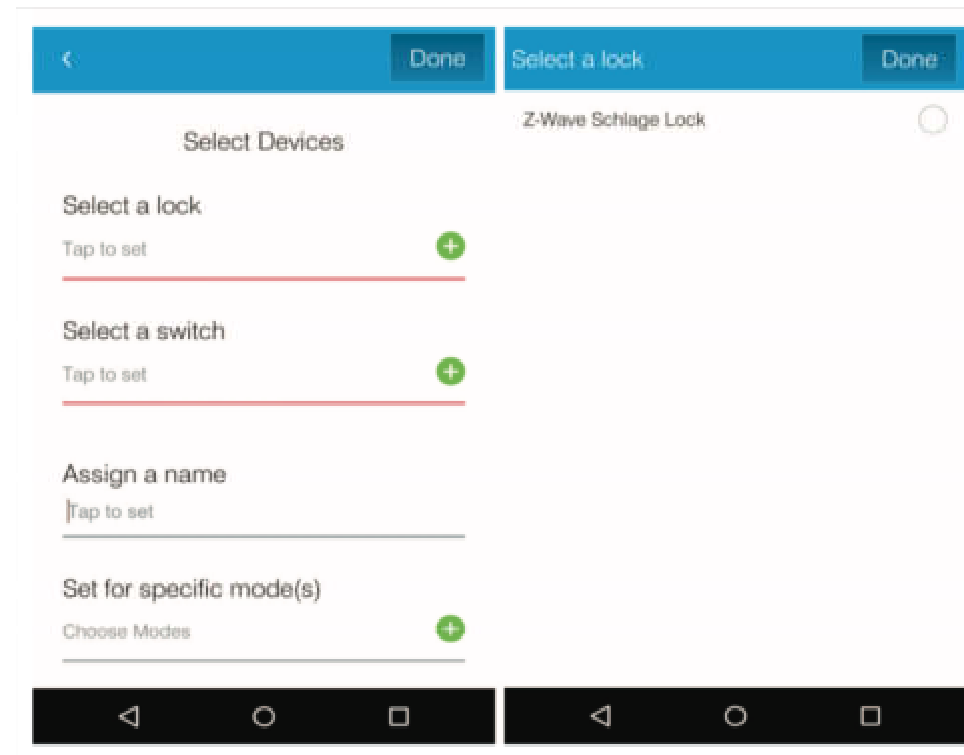 Done
Select Devices
Select a lock
Tap to set
Select a switch
Tap to set
Assign a name
Tap to set
Set for specific mode(s)
Choose Modes
Select a lock
Done
Z-Wave Schlage Lock